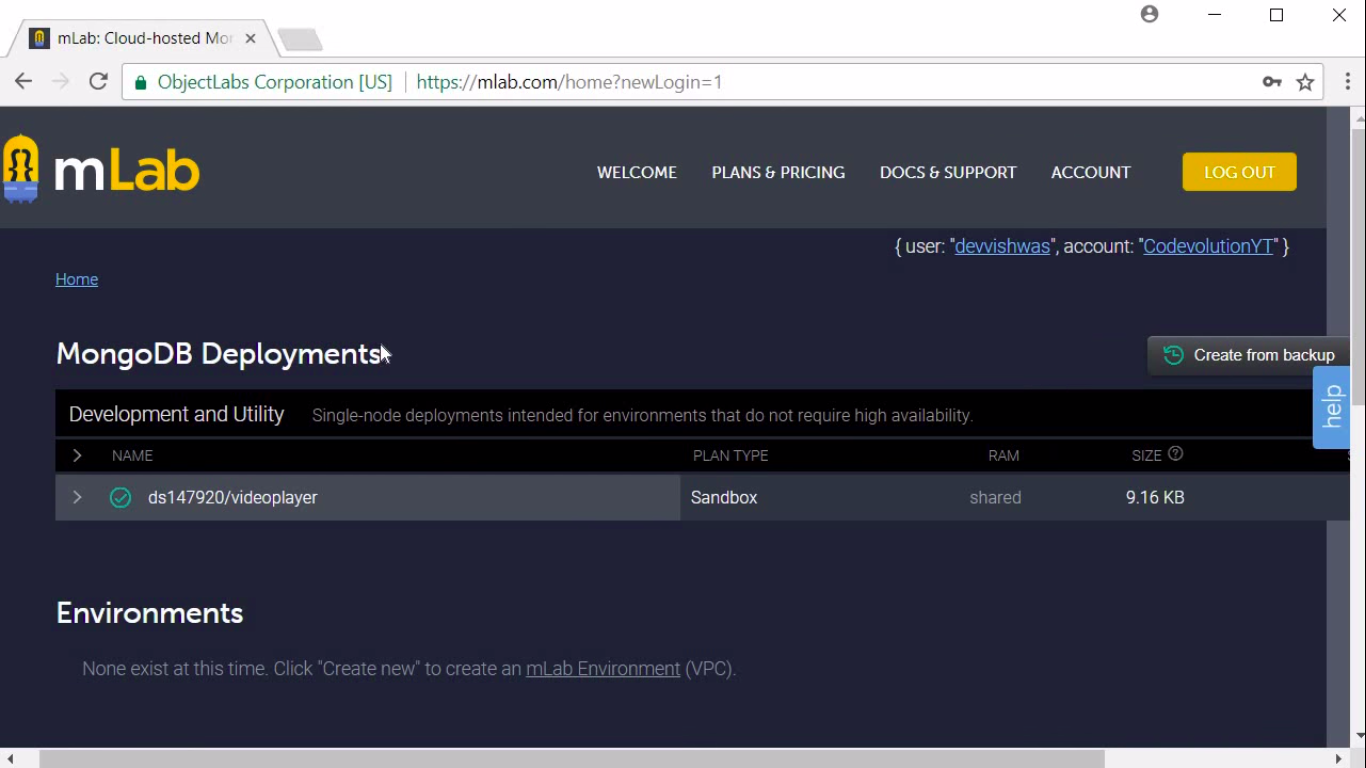 mLab: Cloud-hosted Mo
ObjectLabs Corporation [US] https://mlab.com/home?newLogin=1
mLab
WELCOME PLANS & PRICING DOCS & SUPPORT ACCOUNT LOG OUT
{ user: "devvishwas", account: "CodevolutionYT" }
Home
MongoDB Deployments
Create from backup
help
Development and Utility Single-node deployments intended for environments that do not require high availability.
NAME PLAN TYPE RAM SIZE
ds147920/videoplayer Sandbox shared 9.16 KB
Environments
None exist at this time. Click "Create new" to create an mLab Environment (VPC).